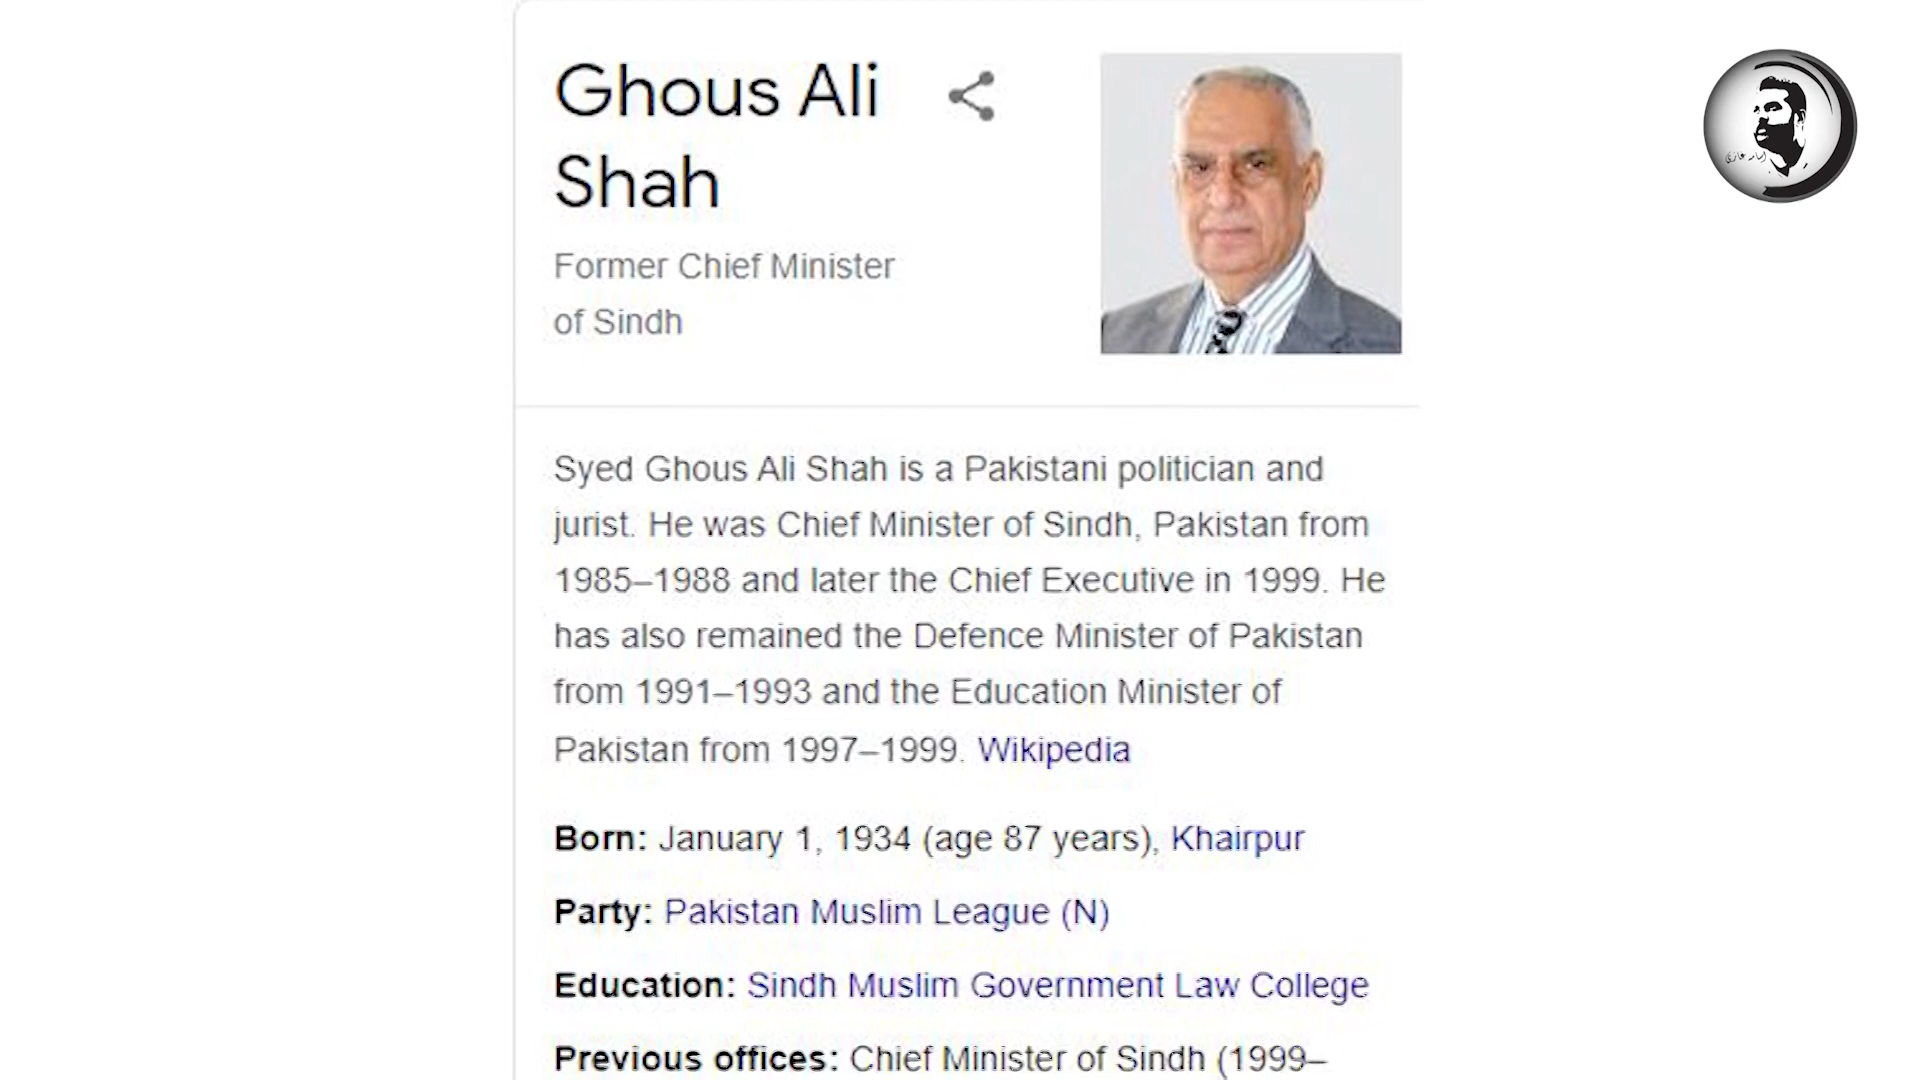 Ghous Ali
Shah
Former Chief Minister
of Sindh
Syed Ghous Ali Shah is a Pakistani politician and
jurist. He was Chief Minister of Sindh, Pakistan from
1985–1988 and later the Chief Executive in 1999. He
has also remained the Defence Minister of Pakistan
from 1991–1993 and the Education Minister of
Pakistan from 1997–1999. Wikipedia
Born: January 1, 1934 (age 87 years), Khairpur
Party: Pakistan Muslim League (N)
Education: Sindh Muslim Government Law College
Previous offices: Chief Minister of Sindh (1999–
اسامہ غازی